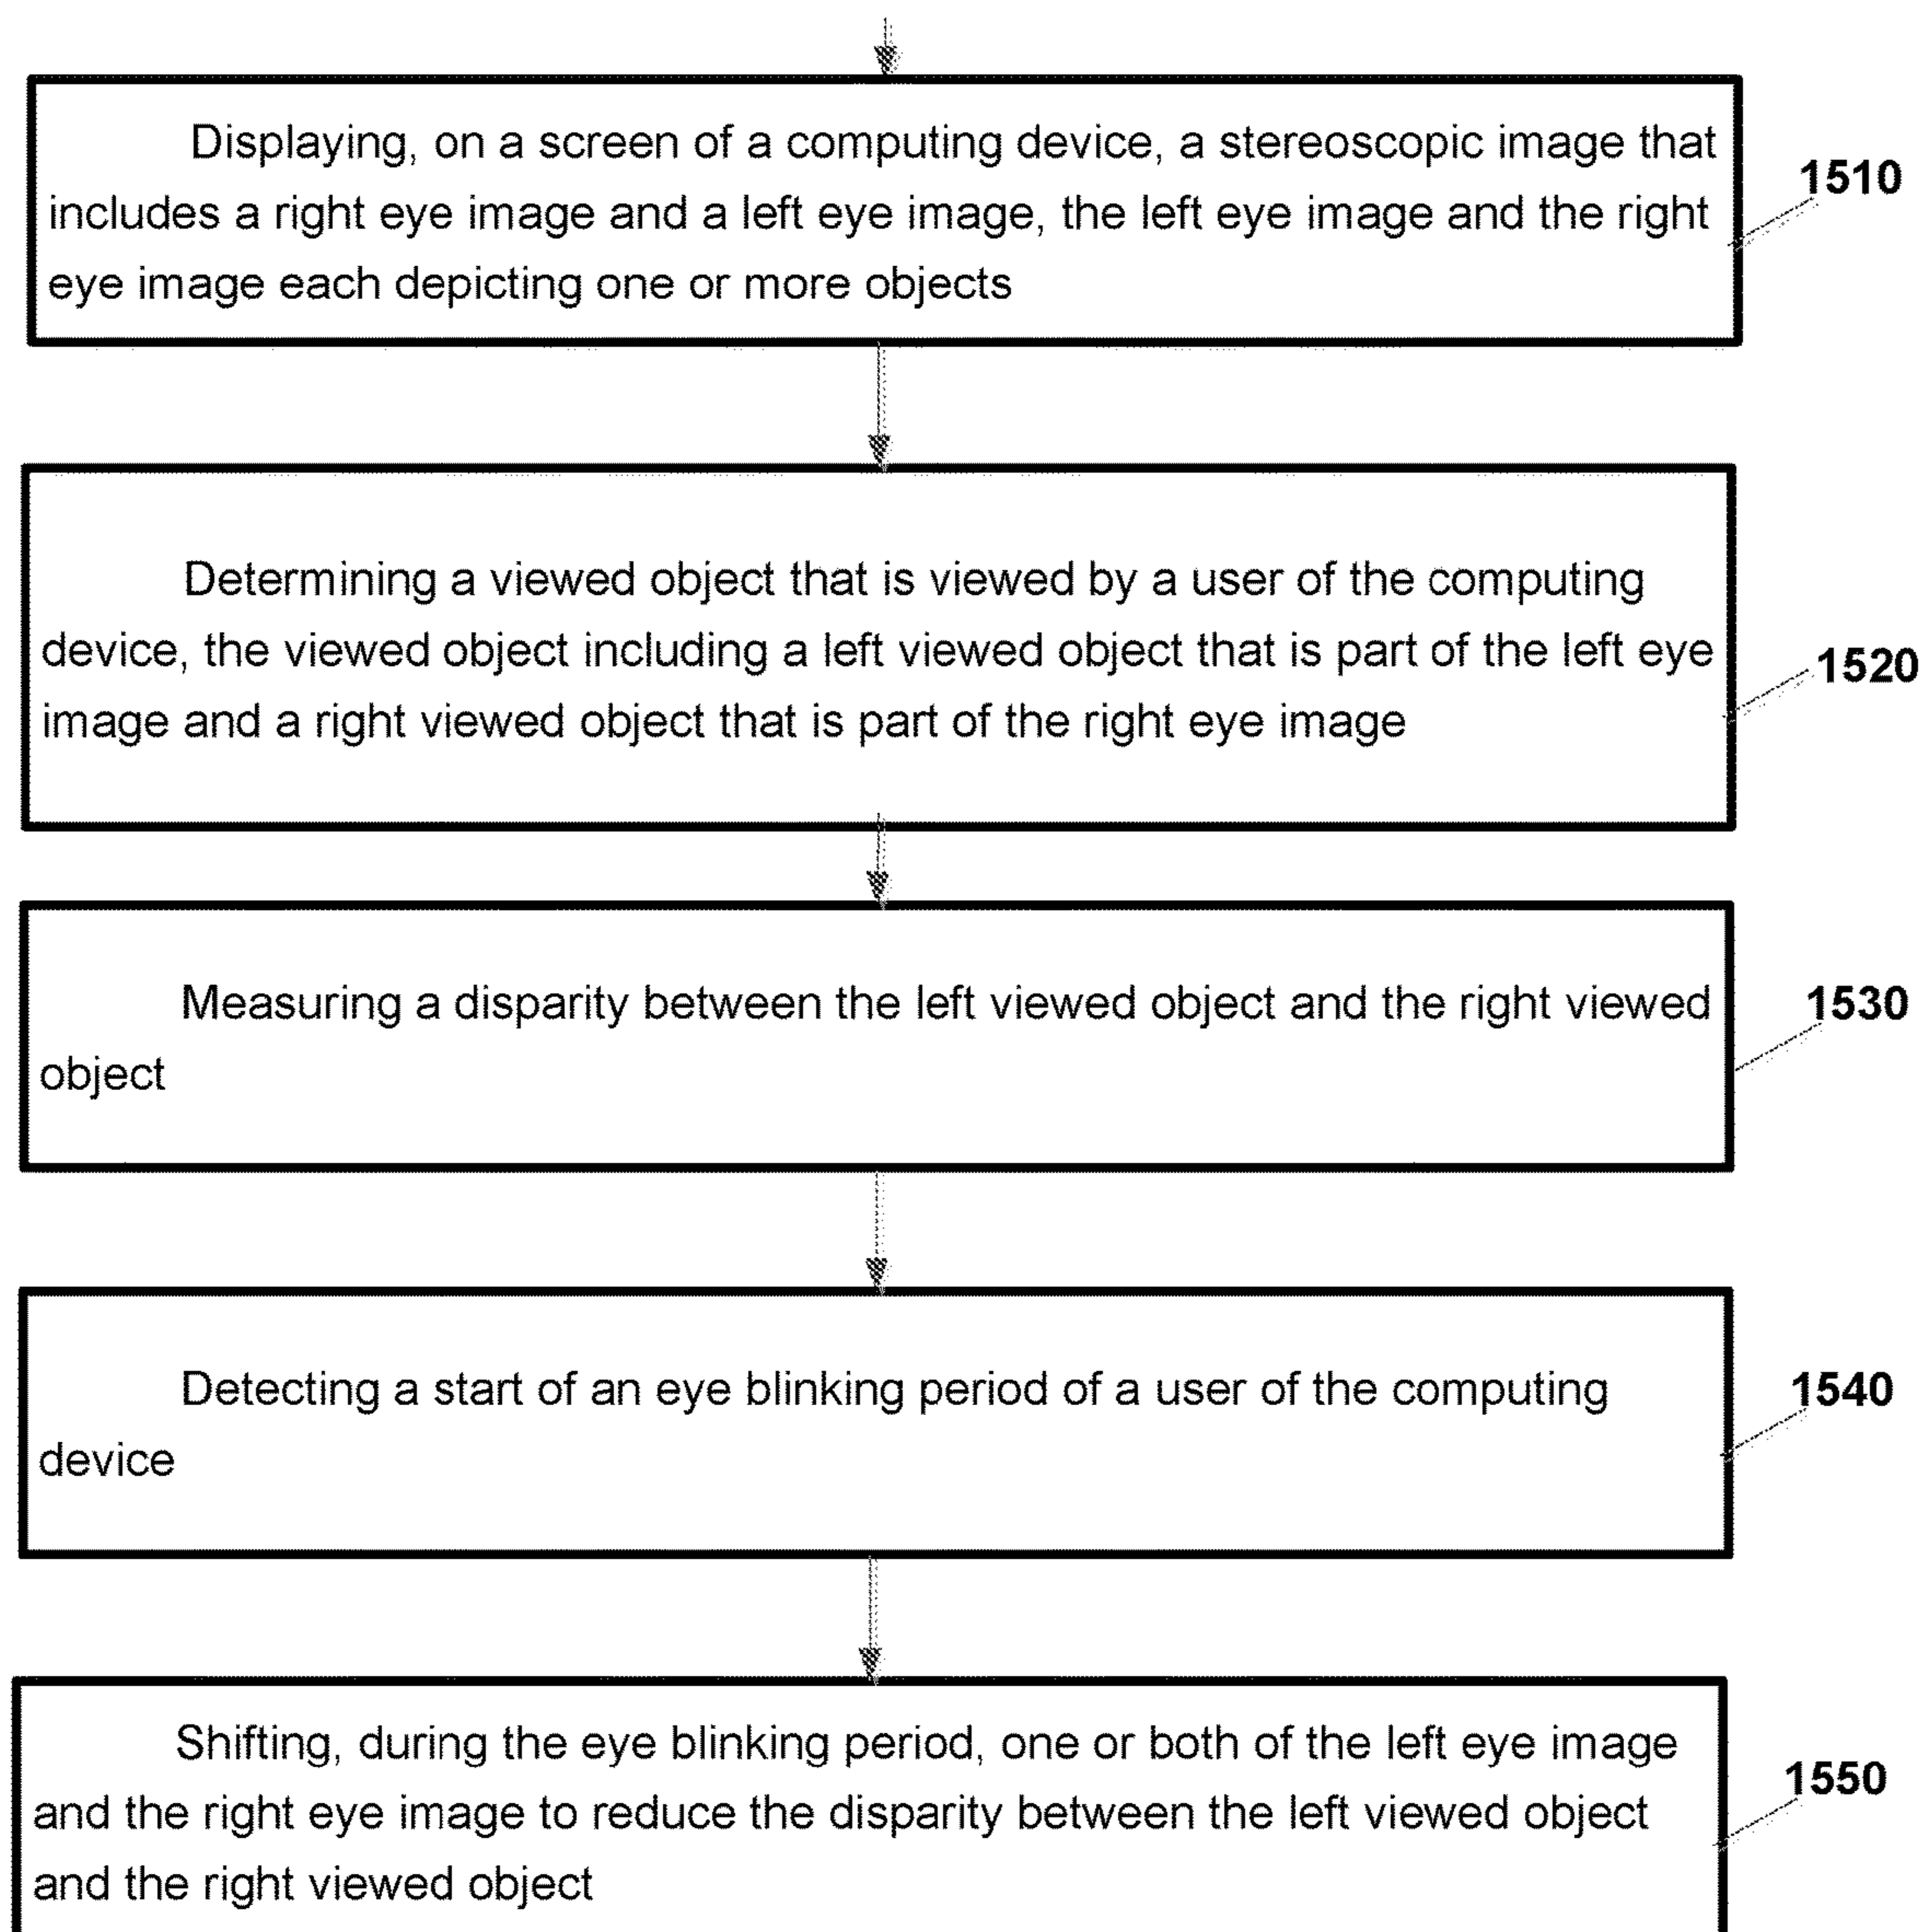 Displaying, on a screen of a computing device, a stereoscopic image that
includes a right eye image and a left eye image, the left eye image and the right
eye image each depicting one or more objects
1510
Determining a viewed object that is viewed by a user of the computing
device, the viewed object including a left viewed object that is part of the left eye
image and a right viewed object that is part of the right eye image
1520
Measuring a disparity between the left viewed object and the right viewed
object
1530
Detecting a start of an eye blinking period of a user of the computing
device
1540
Shifting, during the eye blinking period, one or both of the left eye image
and the right eye image to reduce the disparity between the left viewed object
and the right viewed object
1550